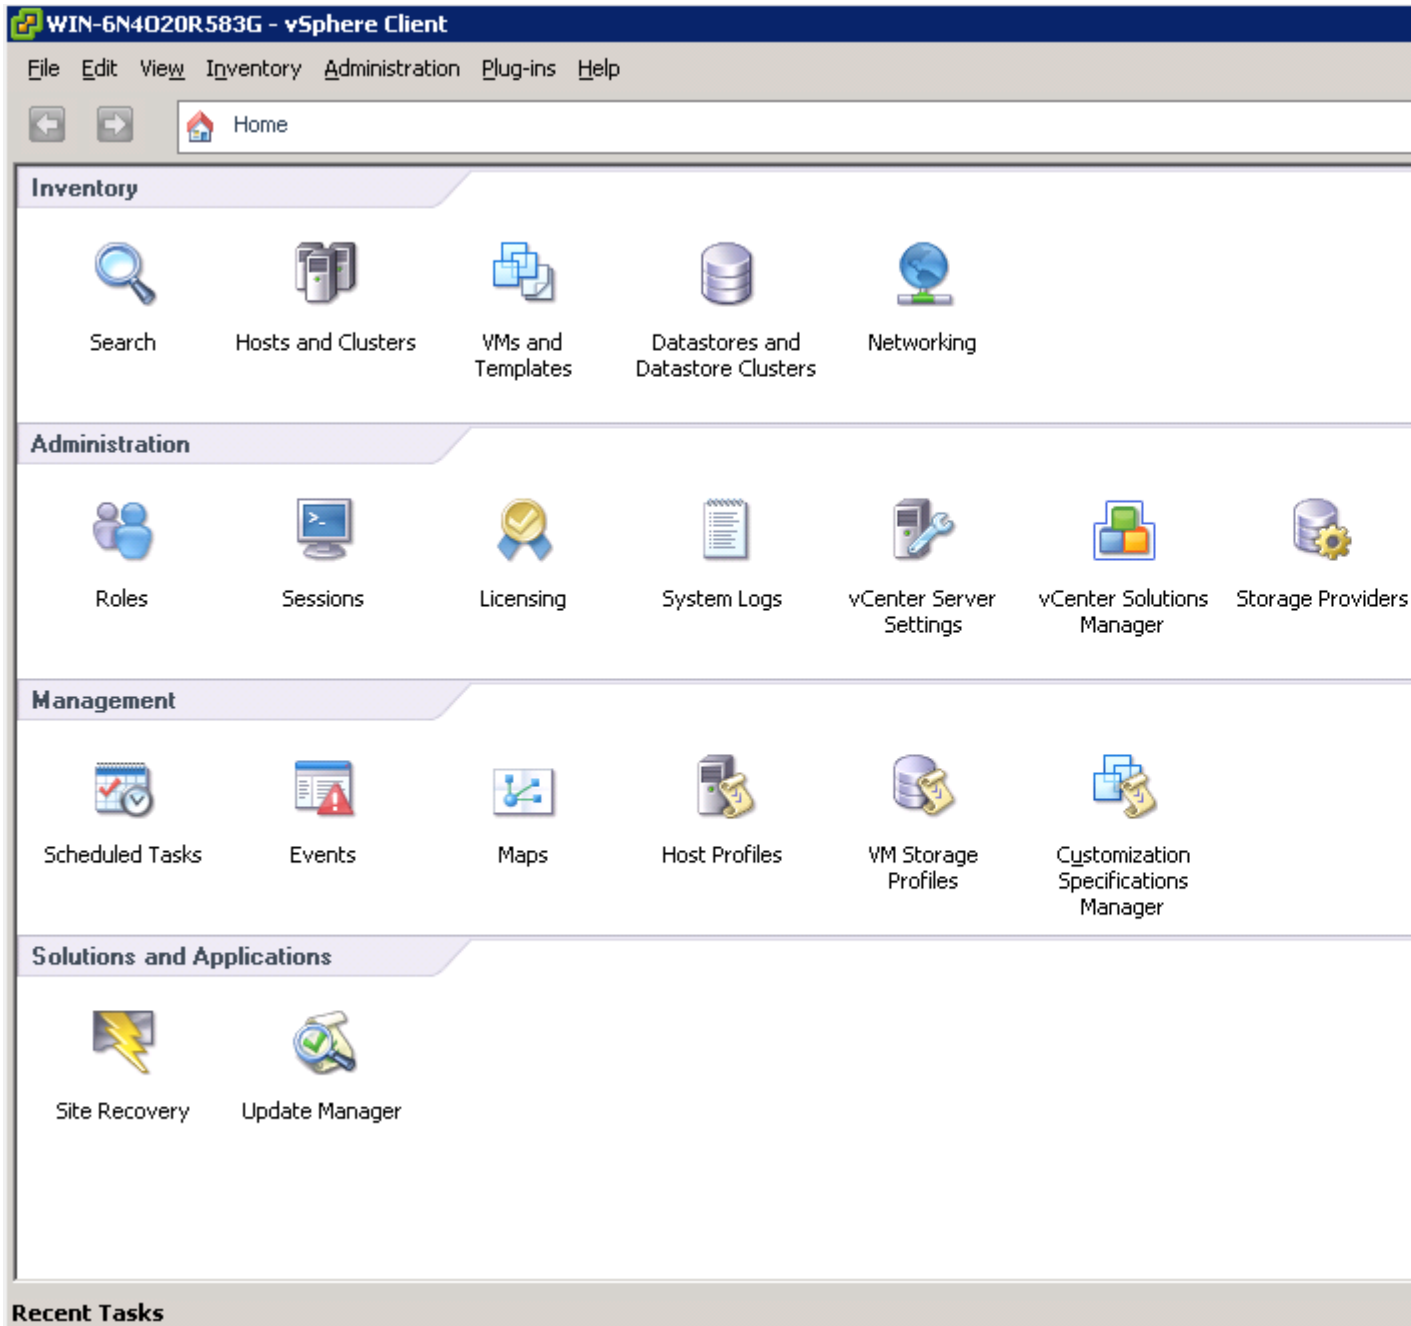 WIN-6N4O20R583G - vSphere Client
File Edit View Inventory Administration Plug-ins Help
Home
Inventory
Search
Hosts and Clusters
VMs and
Templates
Datastores and
Datastore Clusters
Networking
Administration
Roles
Sessions
Licensing
System Logs
vCenter Server
Settings
vCenter Solutions
Manager
Storage Providers
Management
Scheduled Tasks
Events
Maps
Host Profiles
VM Storage
Profiles
Customization
Specifications
Manager
Solutions and Applications
Site Recovery
Update Manager
Recent Tasks